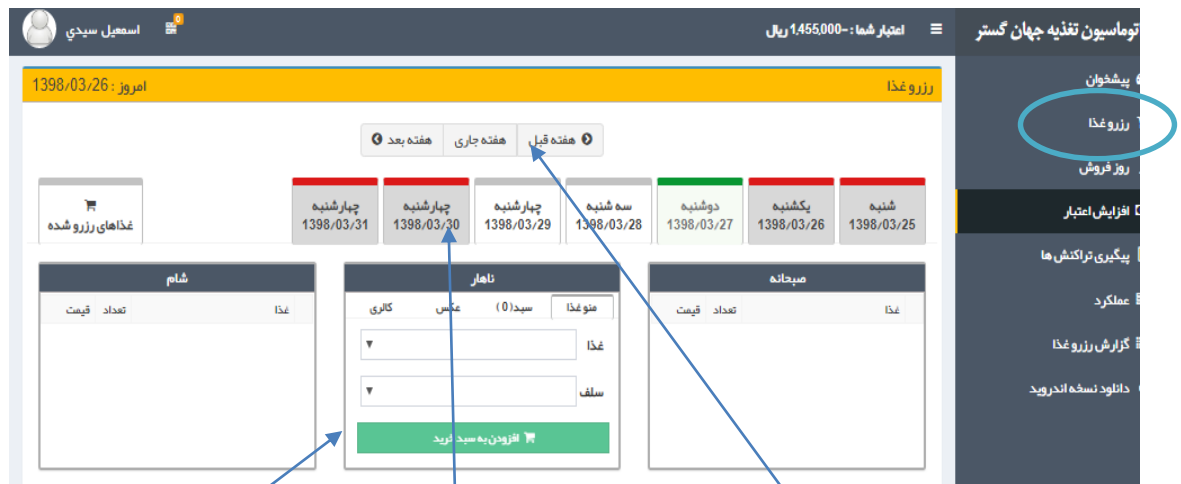 توماسیون تغذیه جهان گستر
اعتبار شما : -1,455,000 ریال
0
اسمعيل سيدي
پیشخوان
رزرو غذا
روز فروش
افزایش اعتبار
پیگیری تراکنش ها
عملکرد
گزارش رزرو غذا
دانلود نسخه اندروید
رزرو غذا
امروز : 1398/03/26
هفته قبل هفته جاری هفته بعد
شنبه 1398/03/25
یکشنبه 1398/03/26
دوشنبه 1398/03/27
سه شنبه 1398/03/28
چهارشنبه 1398/03/29
چهارشنبه 1398/03/30
چهارشنبه 1398/03/31
غذاهای رزرو شده
صبحانه
غذا تعداد قیمت
ناهار
منو غذا سبد(0) عکس کالری
غذا
سلف
افزودن به سبد خرید
شام
غذا تعداد قیمت